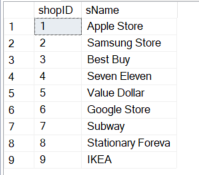 shopID sName
1 1 Apple Store
2 2 Samsung Store
3 3 Best Buy
4 4 Seven Eleven
5 5 Value Dollar
6 6 Google Store
7 7 Subway
8 8 Stationary Foreva
9 9 IKEA